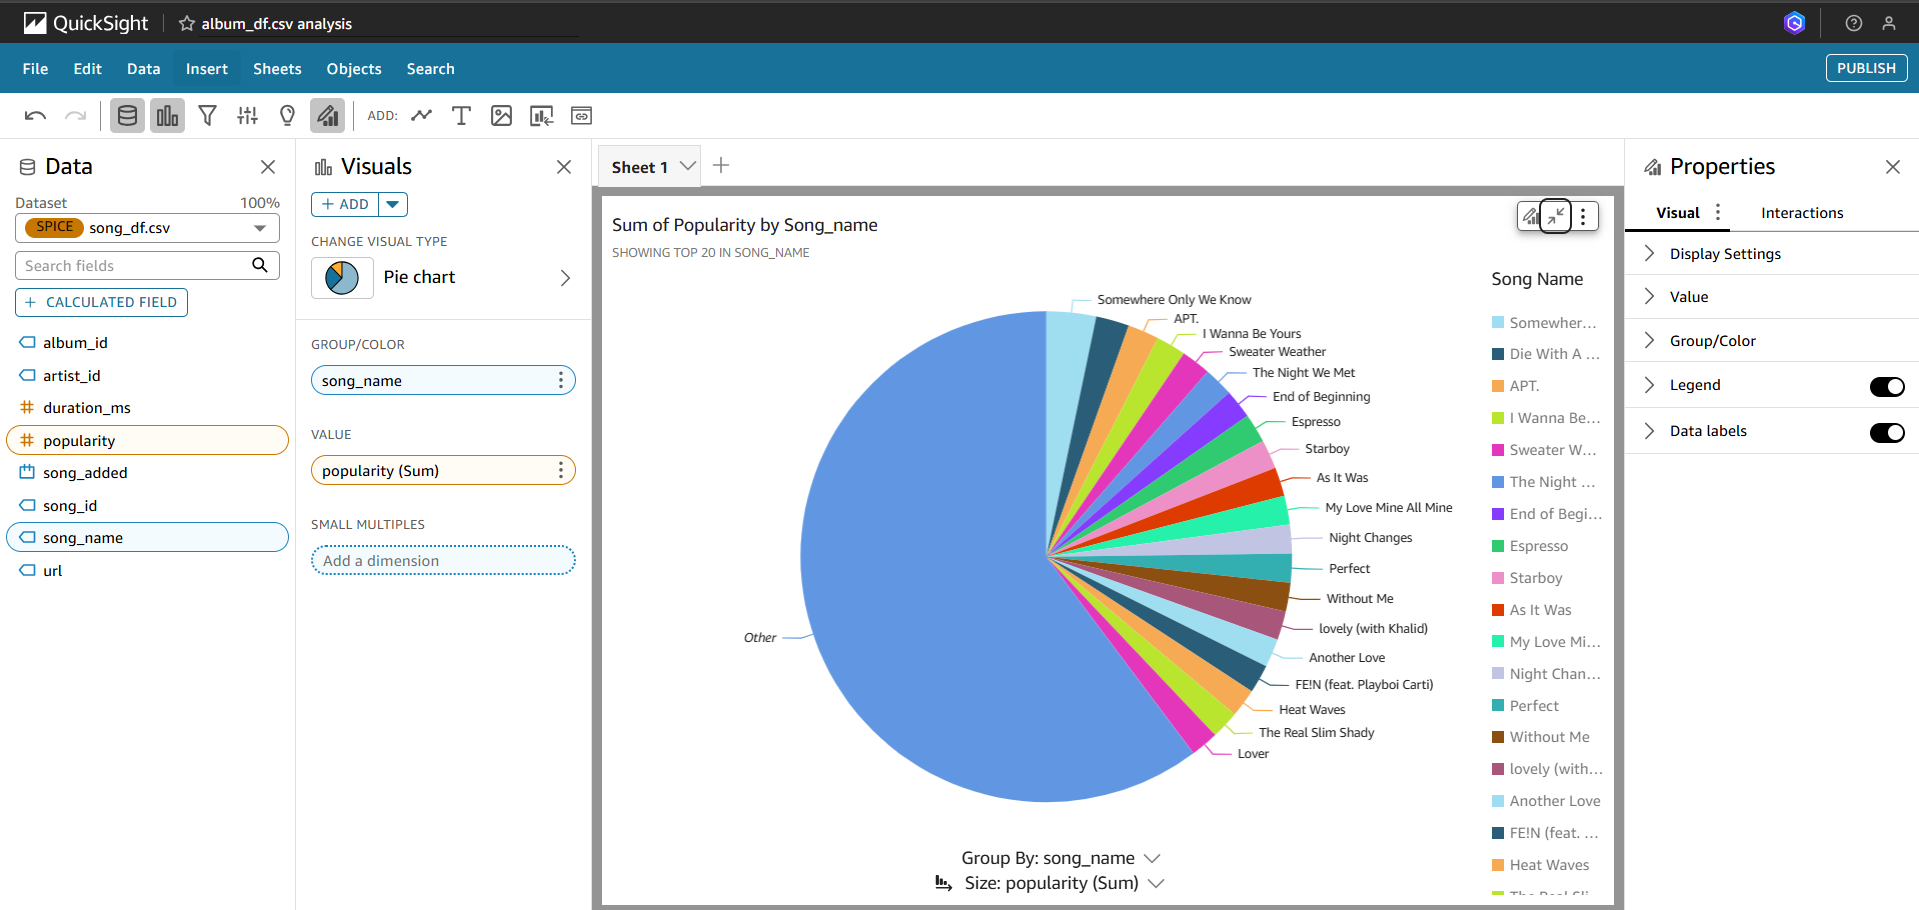 QuickSight
album_df.csv analysis
File Edit Data Insert Sheets Objects Search
PUBLISH
ADD:
Data
Dataset 100%
SPICE song_df.csv
Search fields
+ CALCULATED FIELD
album_id
artist_id
duration_ms
popularity
song_added
song_id
song_name
url
Visuals
+ ADD
CHANGE VISUAL TYPE
Pie chart
GROUP/COLOR
song_name
VALUE
popularity (Sum)
SMALL MULTIPLES
Add a dimension
Sheet 1
Sum of Popularity by Song_name
SHOWING TOP 20 IN SONG_NAME
Somewhere Only We Know
APT.
I Wanna Be Yours
Sweater Weather
The Night We Met
End of Beginning
Espresso
Starboy
As It Was
My Love Mine All Mine
Night Changes
Perfect
Without Me
lovely (with Khalid)
Another Love
FE!N (feat. Playboi Carti)
Heat Waves
The Real Slim Shady
Lover
Other
Group By: song_name
Size: popularity (Sum)
Song Name
Somewher...
Die With A ...
APT.
I Wanna Be...
Sweater W...
The Night ...
End of Begi...
Espresso
Starboy
As It Was
My Love Mi...
Night Chan...
Perfect
Without Me
lovely (with...
Another Love
FE!N (feat. ...
Heat Waves
The Real Sli...
Properties
Visual Interactions
Display Settings
Value
Group/Color
Legend
Data labels